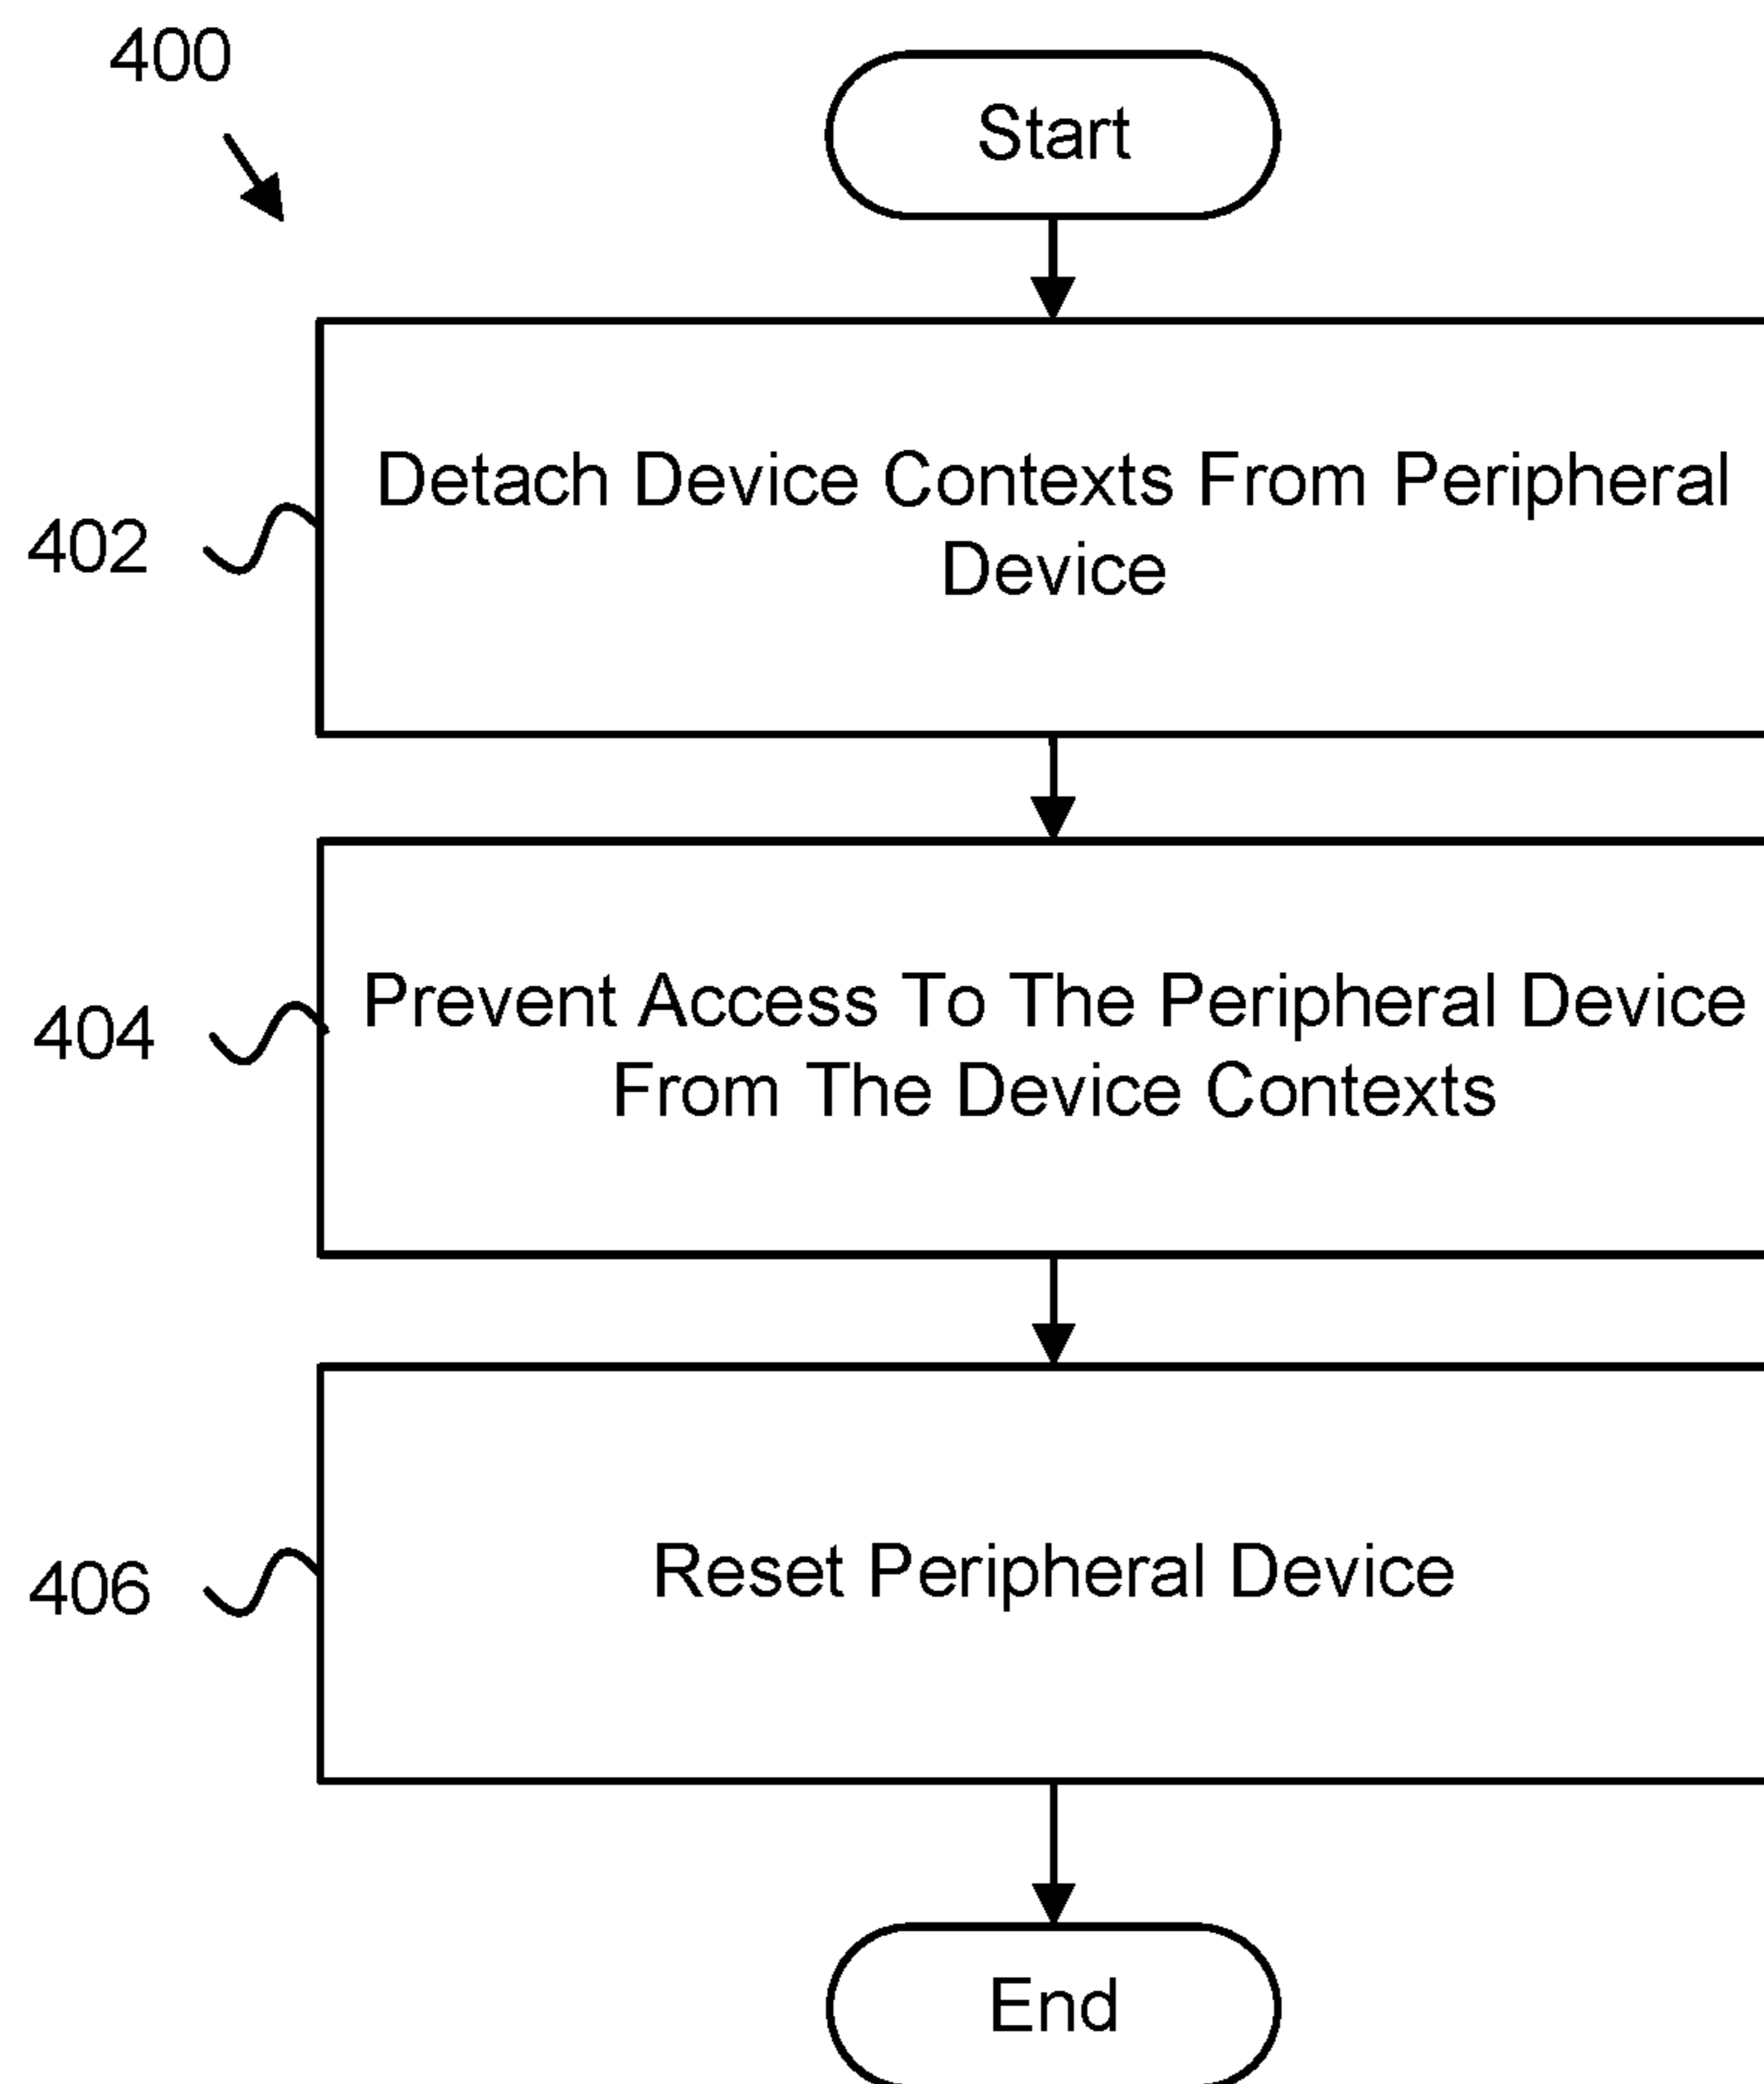 400
Start
Detach Device Contexts From Peripheral
Device
402
Prevent Access To The Peripheral Device
From The Device Contexts
404
Reset Peripheral Device
406
End